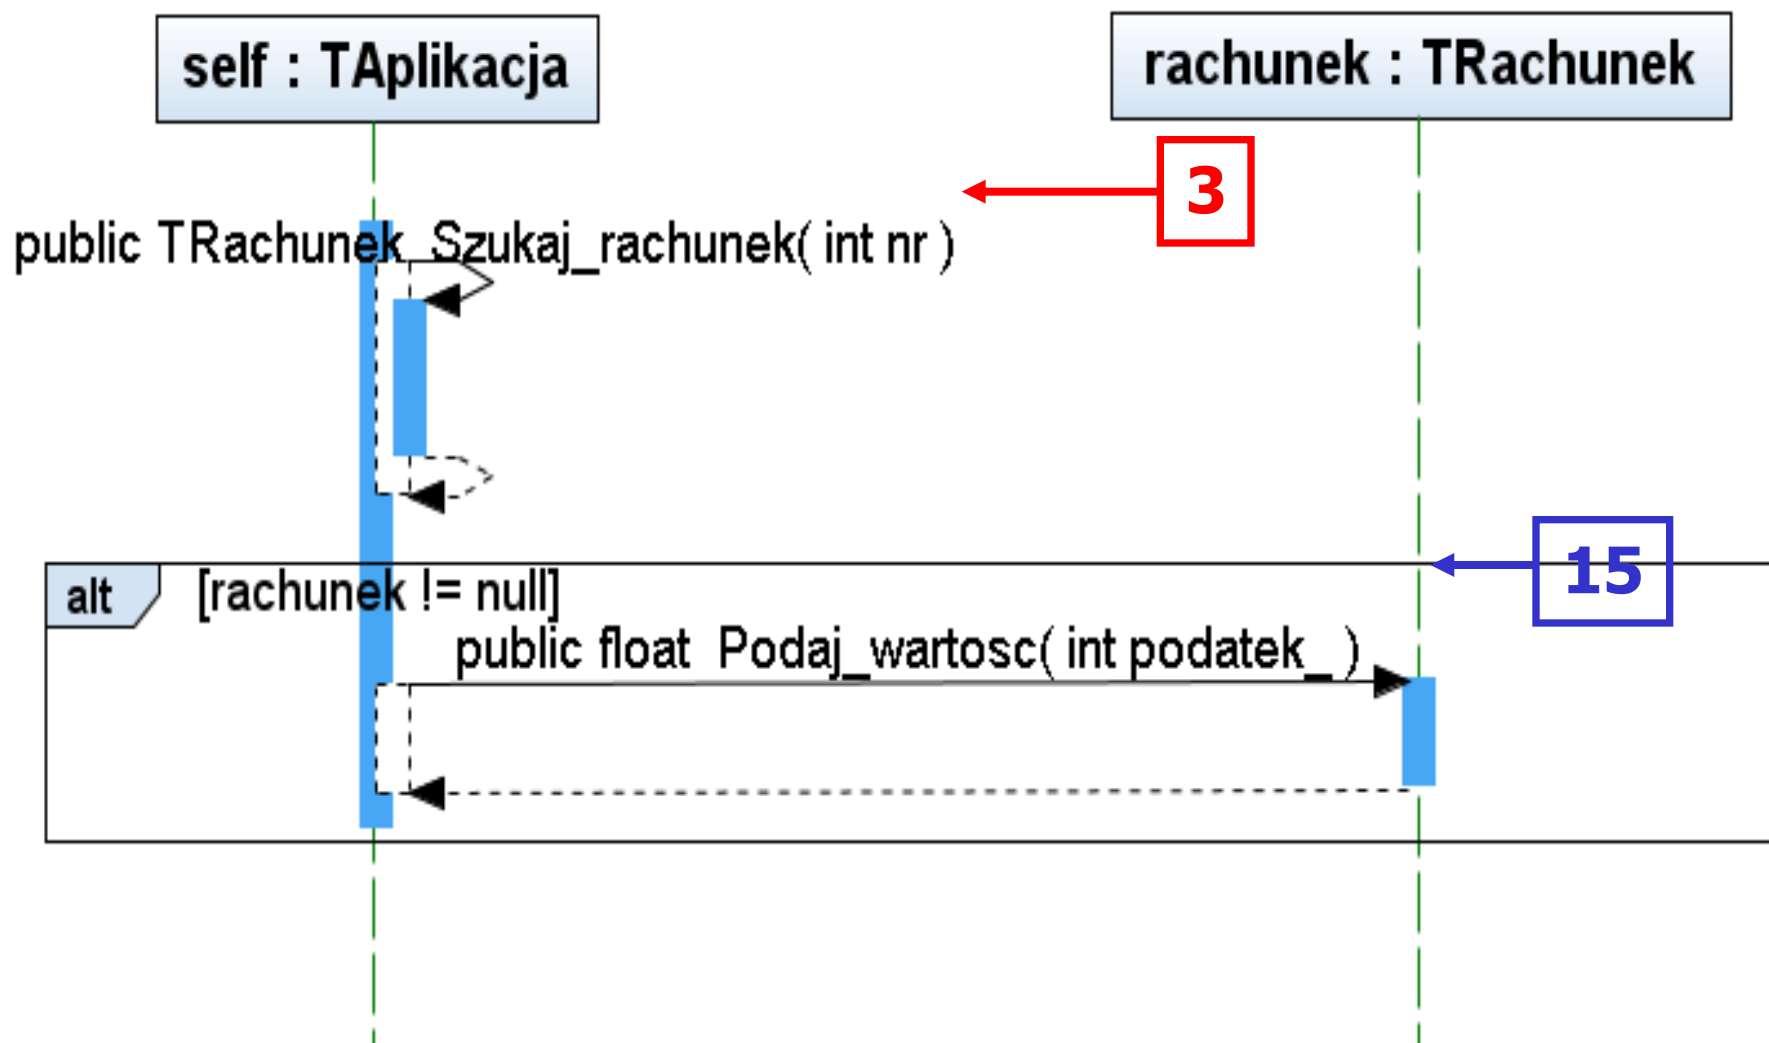 self : TAplikacja
rachunek : TRachunek
3
public TRachunek Szukaj_rachunek( int nr )
15
alt
[rachunek != null]
public float Podaj_wartosc( int podatek_ )